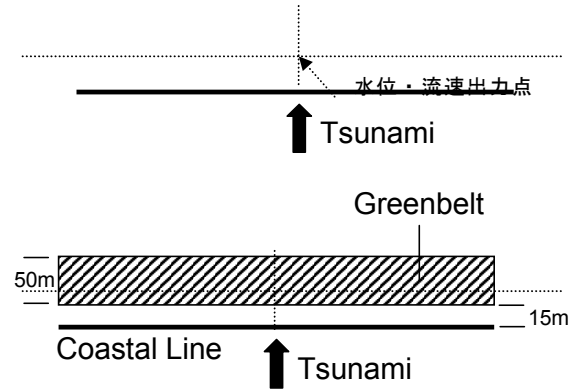 水位・流速出力点
Tsunami
Greenbelt
50m
15m
Coastal Line
Tsunami